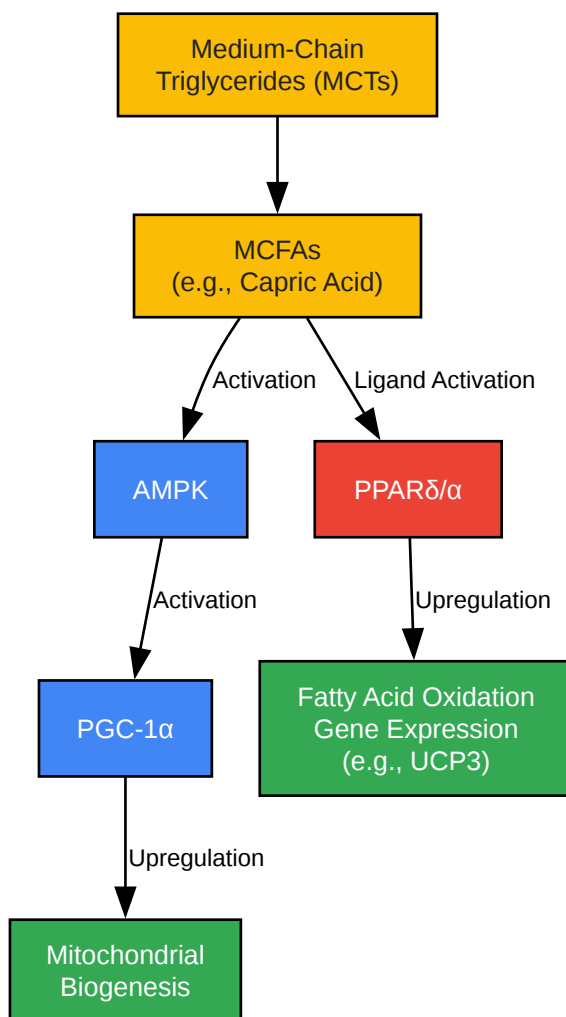 Medium-Chain
Triglycerides (MCTs)
MCFAs
(e.g., Capric Acid)
Activation
Ligand Activation
AMPK
PPARδ/α
Activation
Upregulation
PGC-1α
Fatty Acid Oxidation
Gene Expression
(e.g., UCP3)
Upregulation
Mitochondrial
Biogenesis